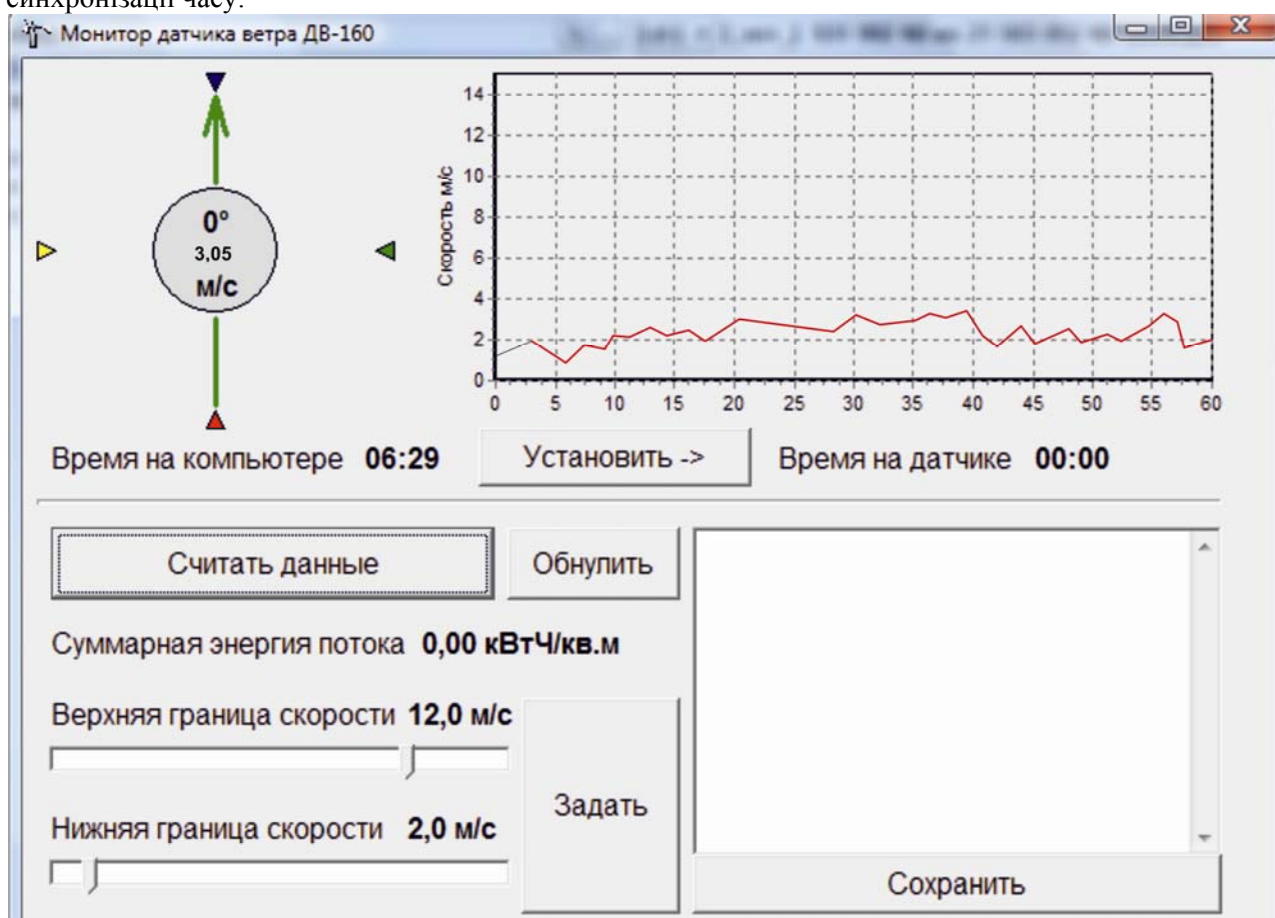 синхронізації часу.
Монитор датчика ветра ДВ-160
0°
3,05
м/с
Скорость м/с
14
12
10
8
6
4
2
0
0 5 10 15 20 25 30 35 40 45 50 55 60
Время на компьютере 06:29 Установить -> Время на датчике 00:00
Считать данные Обнулить
Суммарная энергия потока 0,00 кВтЧ/кв.м
Верхняя граница скорости 12,0 м/с
Задать
Нижняя граница скорости 2,0 м/с
Сохранить